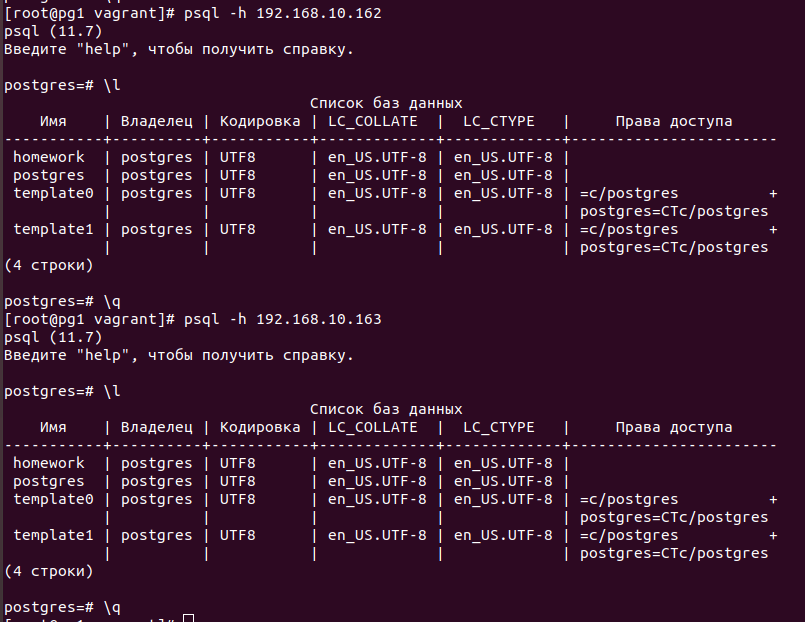 [root@pg1 vagrant]# psql -h 192.168.10.162
psql (11.7)
Введите "help", чтобы получить справку.
postgres=# \l
                                  Список баз данных
    Имя    | Владелец | Кодировка | LC_COLLATE  |  LC_CTYPE   |     Права доступа
-----------+----------+-----------+-------------+-------------+-----------------------
 homework  | postgres | UTF8      | en_US.UTF-8 | en_US.UTF-8 |
 postgres  | postgres | UTF8      | en_US.UTF-8 | en_US.UTF-8 |
 template0 | postgres | UTF8      | en_US.UTF-8 | en_US.UTF-8 | =c/postgres          +
           |          |           |             |             | postgres=CTc/postgres
 template1 | postgres | UTF8      | en_US.UTF-8 | en_US.UTF-8 | =c/postgres          +
           |          |           |             |             | postgres=CTc/postgres
(4 строки)
postgres=# \q
[root@pg1 vagrant]# psql -h 192.168.10.163
psql (11.7)
Введите "help", чтобы получить справку.
postgres=# \l
                                  Список баз данных
    Имя    | Владелец | Кодировка | LC_COLLATE  |  LC_CTYPE   |     Права доступа
-----------+----------+-----------+-------------+-------------+-----------------------
 homework  | postgres | UTF8      | en_US.UTF-8 | en_US.UTF-8 |
 postgres  | postgres | UTF8      | en_US.UTF-8 | en_US.UTF-8 |
 template0 | postgres | UTF8      | en_US.UTF-8 | en_US.UTF-8 | =c/postgres          +
           |          |           |             |             | postgres=CTc/postgres
 template1 | postgres | UTF8      | en_US.UTF-8 | en_US.UTF-8 | =c/postgres          +
           |          |           |             |             | postgres=CTc/postgres
(4 строки)
postgres=# \q
[root@pg1 vagrant]#